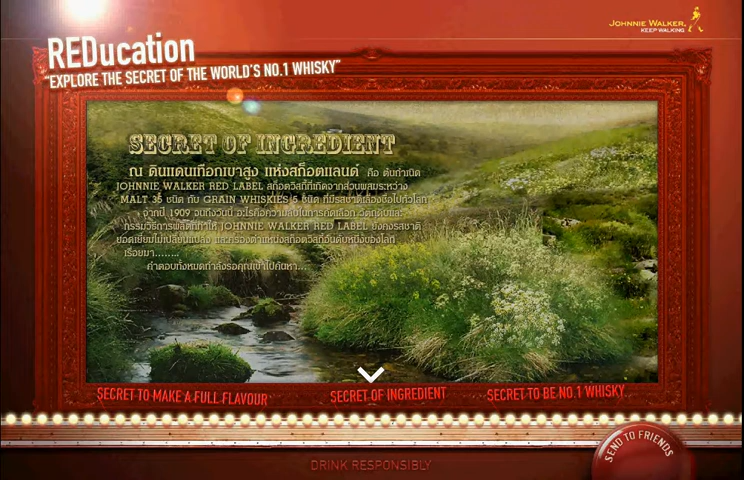 JOHNNIE WALKER.
KEEP WALKING
REDucation
"EXPLORE THE SECRET OF THE WORLD'S NO.1 WHISKY"
SECRET OF INGREDIENT
ณ ดินแดนเทือกเขาสูง แห่งสก็อตแลนด์ คือ ต้นกำเนิด
JOHNNIE WALKER RED LABEL สก็อตวิสกี้ที่เกิดจากส่วนผสมระหว่าง
MALT 35 ชนิด กับ GRAIN WHISKIES 5 ชนิด ที่มีรสชาติเลื่องชื่อไปทั่วโลก
จากปี 1909 จนถึงวันนี้ อะไรคือความลับในการคัดเลือก วัตถุดิบและ
กรรมวิธีการผลิตที่ทำให้ JOHNNIE WALKER RED LABEL ยังคงรสชาติ
ยอดเยี่ยมไม่เปลี่ยนแปลง และครองตำแหน่งสก็อตวิสกี้อันดับหนึ่งของโลก
เรื่อยมา........
คำตอบทั้งหมดกำลังรอคุณเข้าไปค้นหา...
SECRET TO MAKE A FULL FLAVOUR
SECRET OF INGREDIENT
SECRET TO BE NO.1 WHISKY
SEND TO FRIENDS
DRINK RESPONSIBLY